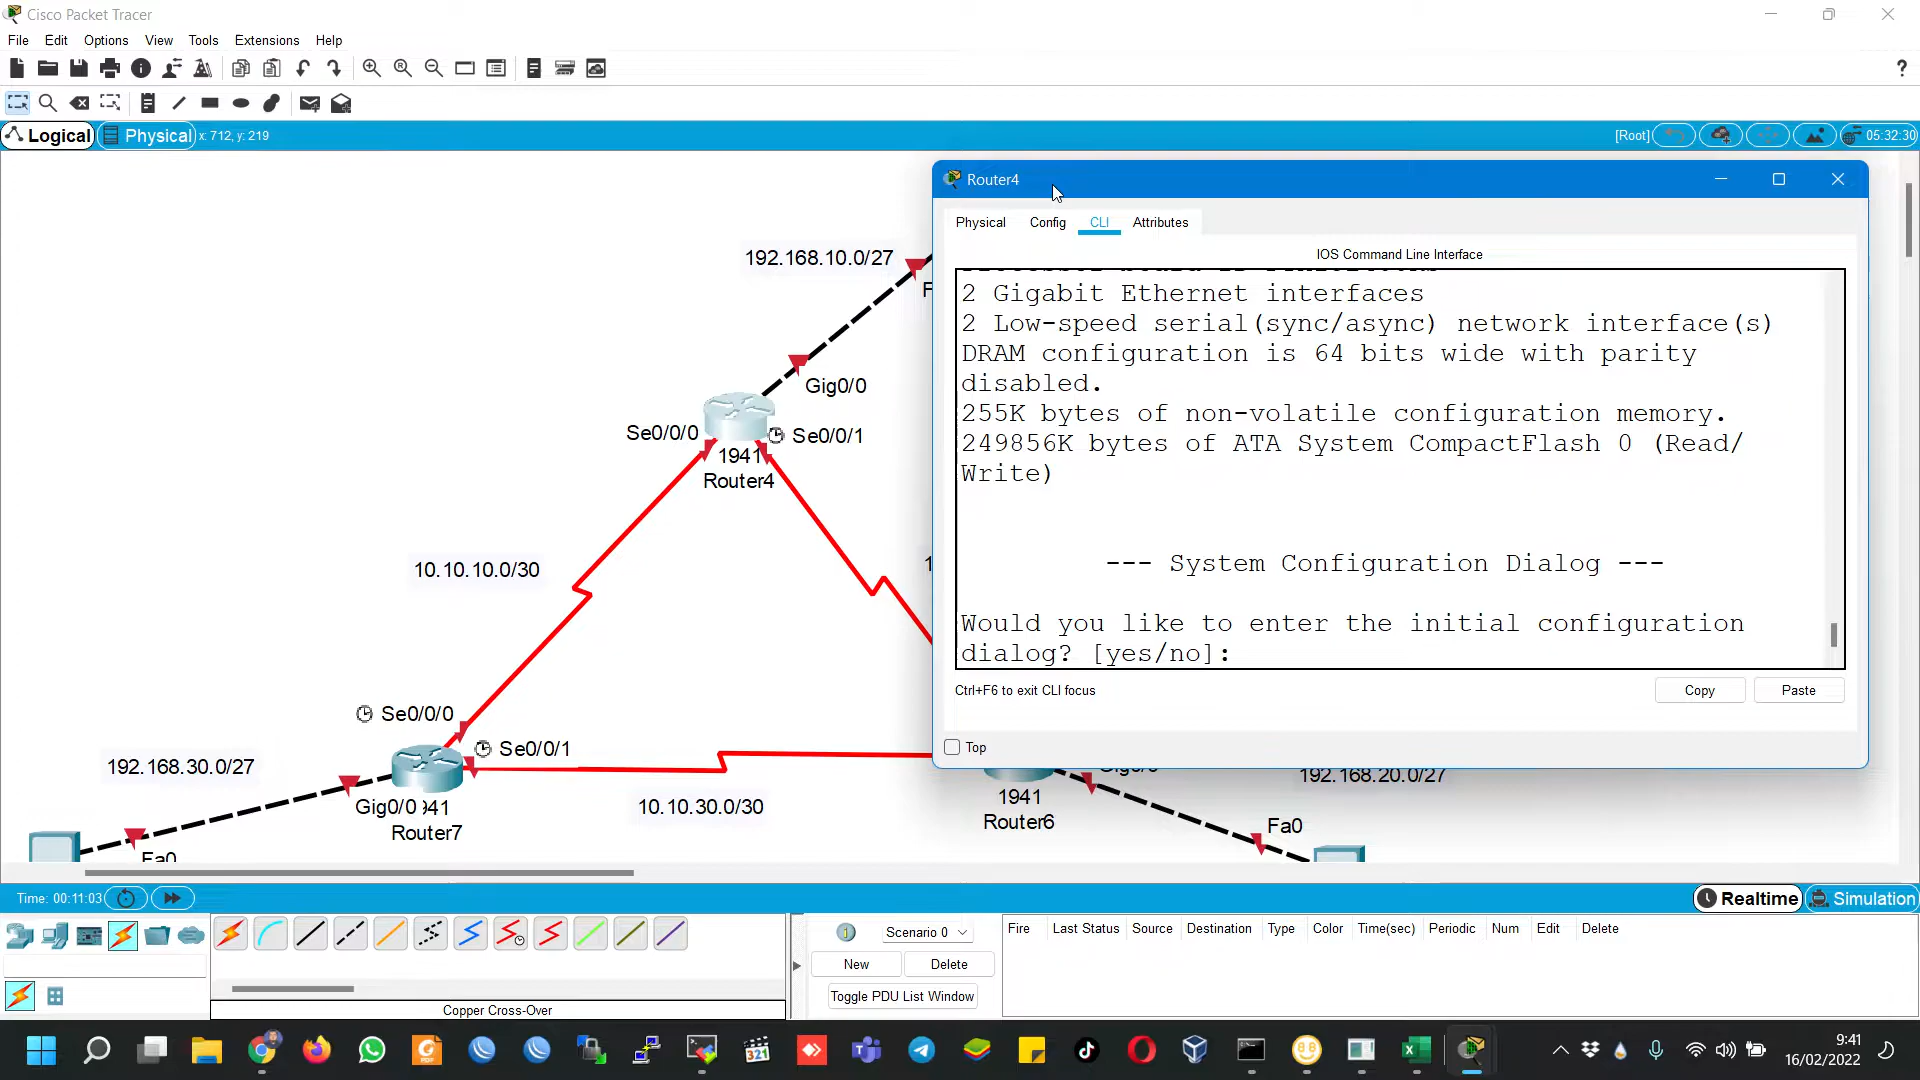 Cisco Packet Tracer
File Edit Options View Tools Extensions Help
Logical Physical x: 712, y: 219
[Root] 05:32:30
192.168.10.0/27
F
Gig0/0
Se0/0/0
Se0/0/1
1941
Router4
10.10.10.0/30
1
Se0/0/0
Se0/0/1
192.168.30.0/27
Gig0/0 941
Router7
10.10.30.0/30
1941
Router6
192.168.20.0/27
Fa0
Fa0
Router4
Physical Config CLI Attributes
IOS Command Line Interface
2 Gigabit Ethernet interfaces
2 Low-speed serial(sync/async) network interface(s)
DRAM configuration is 64 bits wide with parity
disabled.
255K bytes of non-volatile configuration memory.
249856K bytes of ATA System CompactFlash 0 (Read/
Write)
--- System Configuration Dialog ---
Would you like to enter the initial configuration
dialog? [yes/no]:
Ctrl+F6 to exit CLI focus
Copy Paste
Top
Time: 00:11:03
Realtime Simulation
Scenario 0
New Delete
Toggle PDU List Window
Fire Last Status Source Destination Type Color Time(sec) Periodic Num Edit Delete
Copper Cross-Over
9:41
16/02/2022